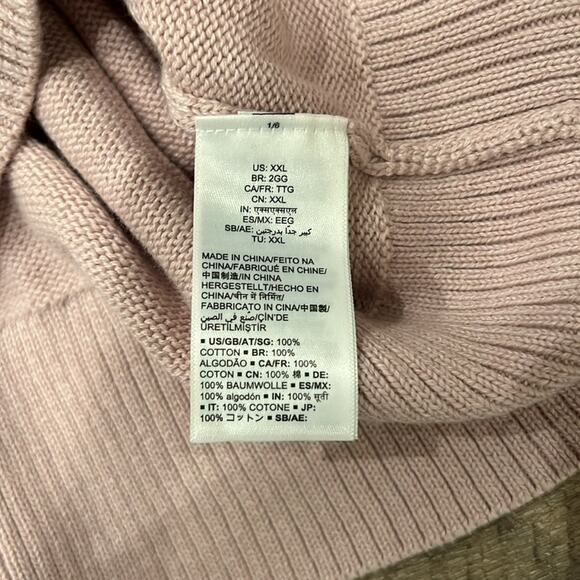 1/6
US: XXL
BR: 2GG
CA/FR: TTG
CN: XXL
IN: एक्सएक्सएल
ES/MX: EEG
SB/AE: كبير جداً بدرجتين
TU: XXL
MADE IN CHINA/FEITO NA
CHINA/FABRIQUÉ EN CHINE/
中国制造/IN CHINA
HERGESTELLT/HECHO EN
CHINA/चीन में निर्मित/
FABBRICATO IN CINA/中国製/
صنع في الصين/ÇİN'DE
ÜRETİLMİŞTİR
▪ US/GB/AT/SG: 100%
COTTON ▪ BR: 100%
ALGODÃO ▪ CA/FR: 100%
COTON ▪ CN: 100% 棉 ▪ DE:
100% BAUMWOLLE ▪ ES/MX:
100% algodón ▪ IN: 100% सूती
▪ IT: 100% COTONE ▪ JP:
100% コットン ▪ SB/AE: